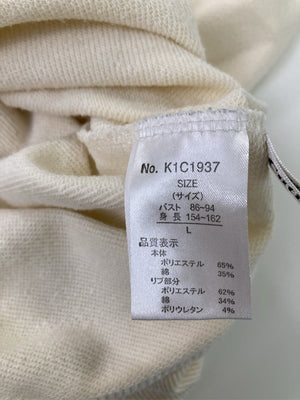 No. K1C1937
SIZE
(サイズ)
バスト 86~94
身長 154~162
L
品質表示
本体
ポリエステル 65%
綿 35%
リブ部分
ポリエステル 62%
綿 34%
ポリウレタン 4%